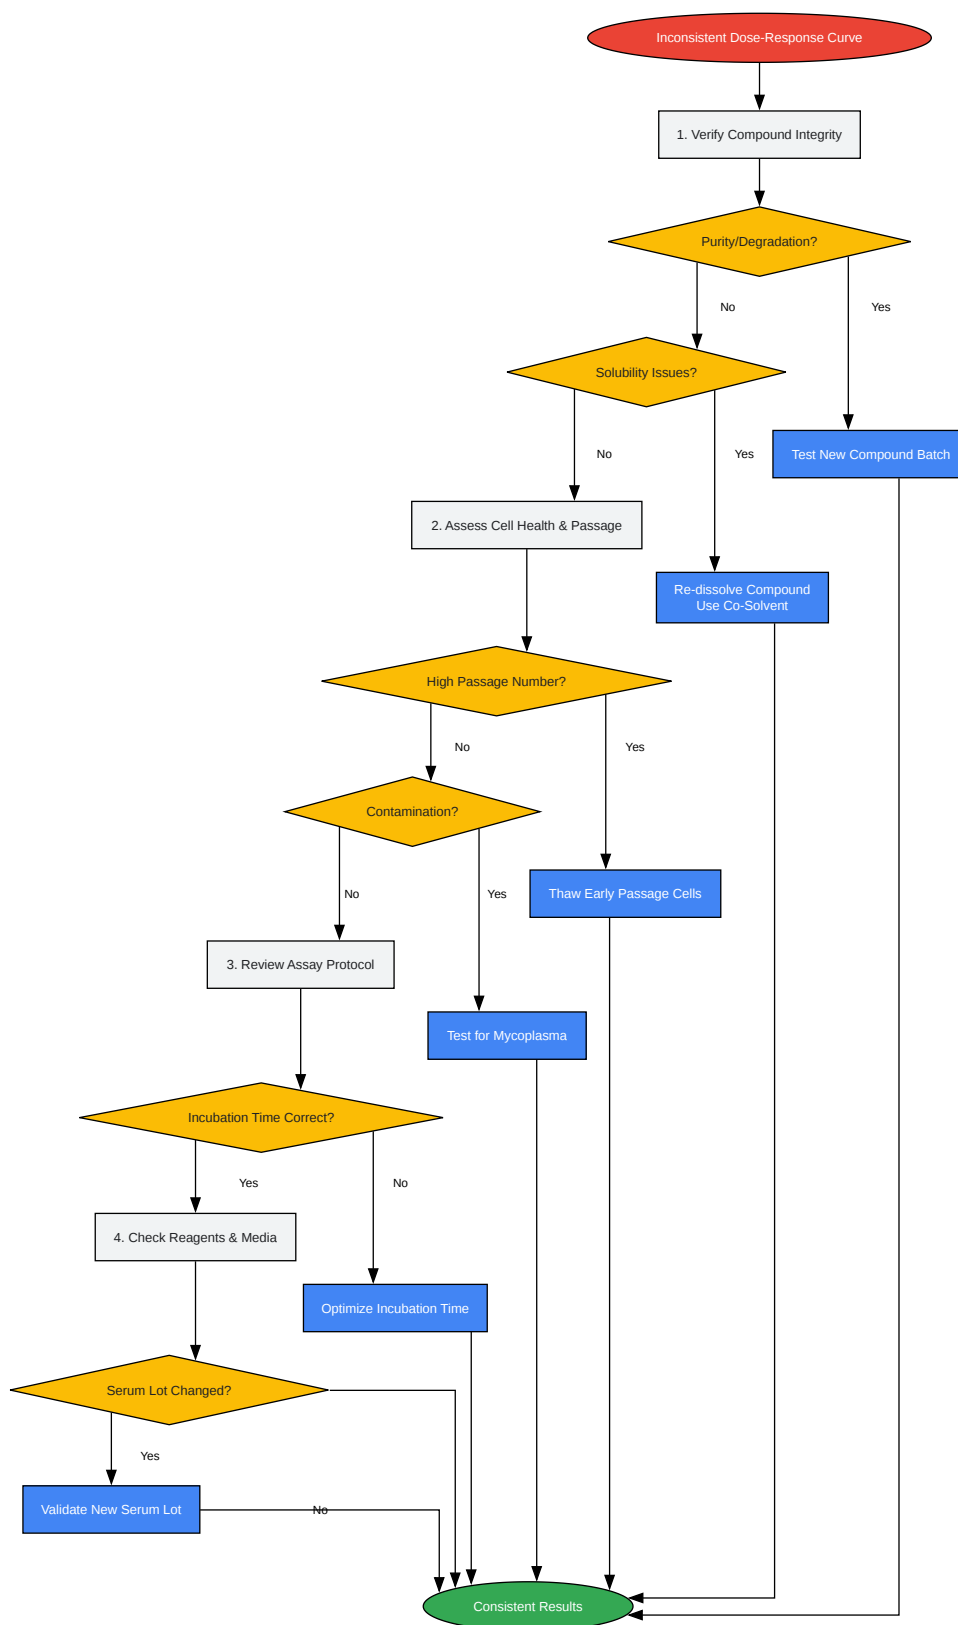 Inconsistent Dose-Response Curve
1. Verify Compound Integrity
Purity/Degradation?
No
Yes
Solubility Issues?
No
Yes
Test New Compound Batch
2. Assess Cell Health & Passage
Re-dissolve Compound
Use Co-Solvent
High Passage Number?
No
Yes
Contamination?
No
Yes
Thaw Early Passage Cells
3. Review Assay Protocol
Test for Mycoplasma
Incubation Time Correct?
Yes
No
4. Check Reagents & Media
Optimize Incubation Time
Serum Lot Changed?
Yes
Validate New Serum Lot
No
Consistent Results